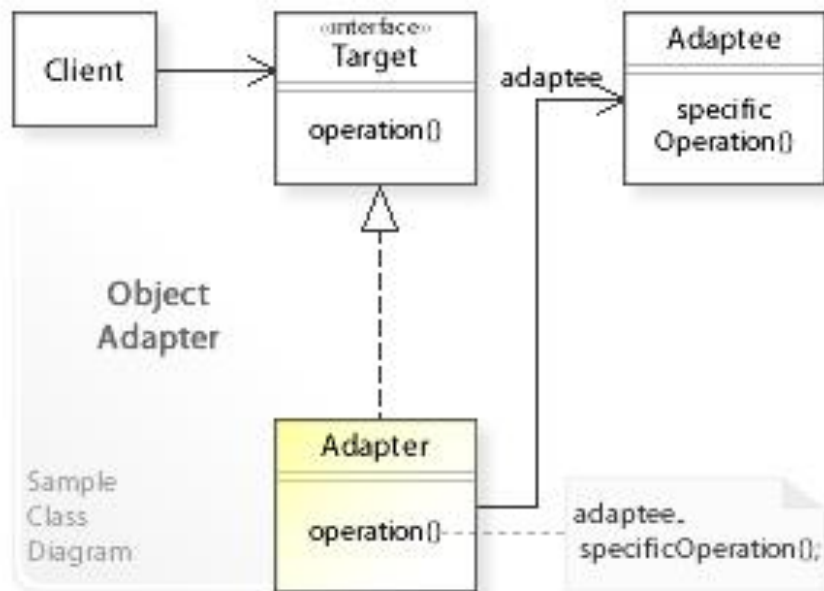 Client
«interface»
Target
operation()
adaptee
Adaptee
specific
Operation()
Object
Adapter
Adapter
operation()
adaptee.
specificOperation();
Sample
Class
Diagram